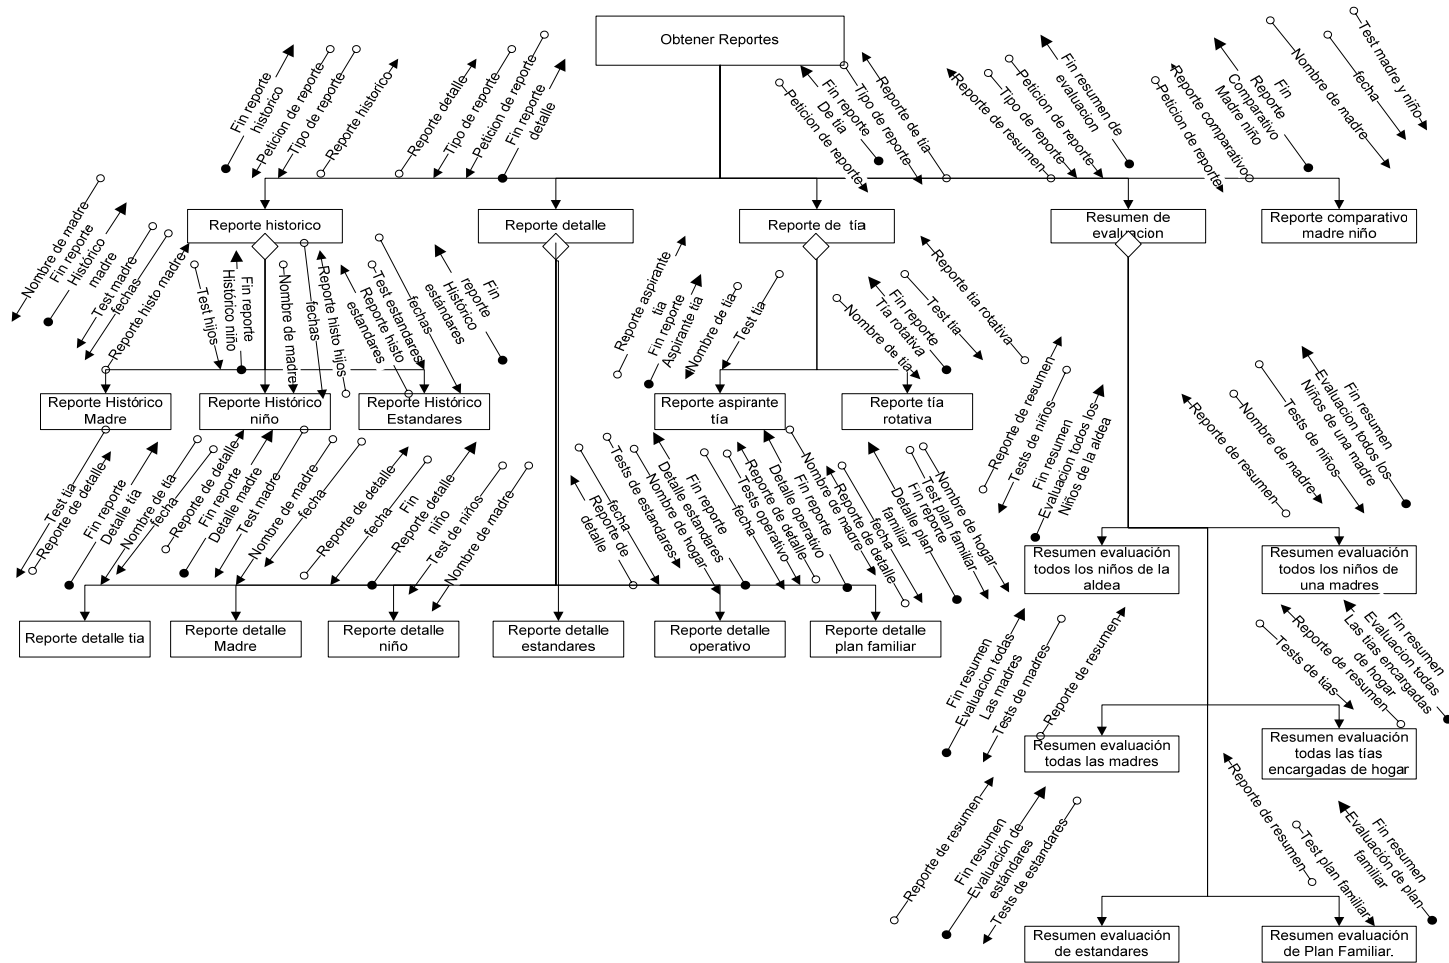 Obtener Reportes
Fin reporte
historico
Peticion de reporte
Tipo de reporte
Reporte historico
Reporte detalle
Tipo de reporte
Peticion de reporte
Fin reporte
detalle
Peticion de reporte
Fin reporte
De tia
Tipo de reporte
Reporte de tia
Reporte de resumen
Tipo de reporte
Peticion de reporte
Fin resumen de
evaluacion
Peticion de reporte
Reporte comparativo
Fin
Reporte
Comparativo
Madre niño
Nombre de madre
fecha
Test madre y niño
Reporte historico
Reporte detalle
Reporte de tía
Resumen de
evaluacion
Reporte comparativo
madre niño
Nombre de madre
Fin reporte
Histórico
madre
Test madre
fechas
Reporte histo madre
Test hijos
Fin reporte
Histórico niño
Nombre de madre
fechas
Reporte histo hijos
Reporte histo
estandares
Test estandares
fechas
Fin
reporte
Histórico
estándares
Reporte aspirante
tia
Fin reporte
Aspirante tia
Nombre de tia
Test tia
Nombre de tia
Fin reporte
Tía rotativa
Test tia
Reporte tia rotativa
Reporte Histórico
Madre
Reporte Histórico
niño
Reporte Histórico
Estandares
Reporte aspirante
tía
Reporte tía
rotativa
Reporte de resumen
Tests de niños
Fin resumen
Evaluacion todos los
Niños de la aldea
Reporte de resumen
Nombre de madre
Tests de niños
Fin resumen
Evaluacion todos los
Niños de una madre
Test tia
Reporte de detalle
Fin reporte
Detalle tía
Nombre de tia
fecha
Reporte de detalle
Fin reporte
Detalle madre
Test madre
Nombre de madre
fecha
Reporte de detalle
fecha
Fin
Reporte detalle
niño
Test de niños
Nombre de madre
Reporte de
detalle
fecha
Tests de estandares
Nombre de hogar
Fin reporte
Detalle estandares
fecha
Tests operativo
Reporte de detalle
Fin reporte
Detalle operativo
Nombre de madre
Reporte de detalle
fecha
Fin reporte
Detalle plan
familiar
Test plan familiar
Nombre de hogar
Resumen evaluación
todos los niños de la
aldea
Resumen evaluación
todos los niños de
una madres
Reporte detalle tia
Reporte detalle
Madre
Reporte detalle
niño
Reporte detalle
estandares
Reporte detalle
operativo
Reporte detalle
plan familiar
Fin resumen
Evaluacion todas
Las madres
Tests de madres
Reporte de resumen
Tests de tias
Reporte de resumen
Fin resumen
Evaluacion todas
Las tias encargadas
de hogar
Resumen evaluación
todas las madres
Resumen evaluación
todas las tías
encargadas de hogar
Reporte de resumen
Fin resumen
Evaluación de
estándares
Tests de estandares
Reporte de resumen
Test plan familiar
Fin resumen
Evaluación de plan
familiar
Resumen evaluación
de estandares
Resumen evaluación
de Plan Familiar.